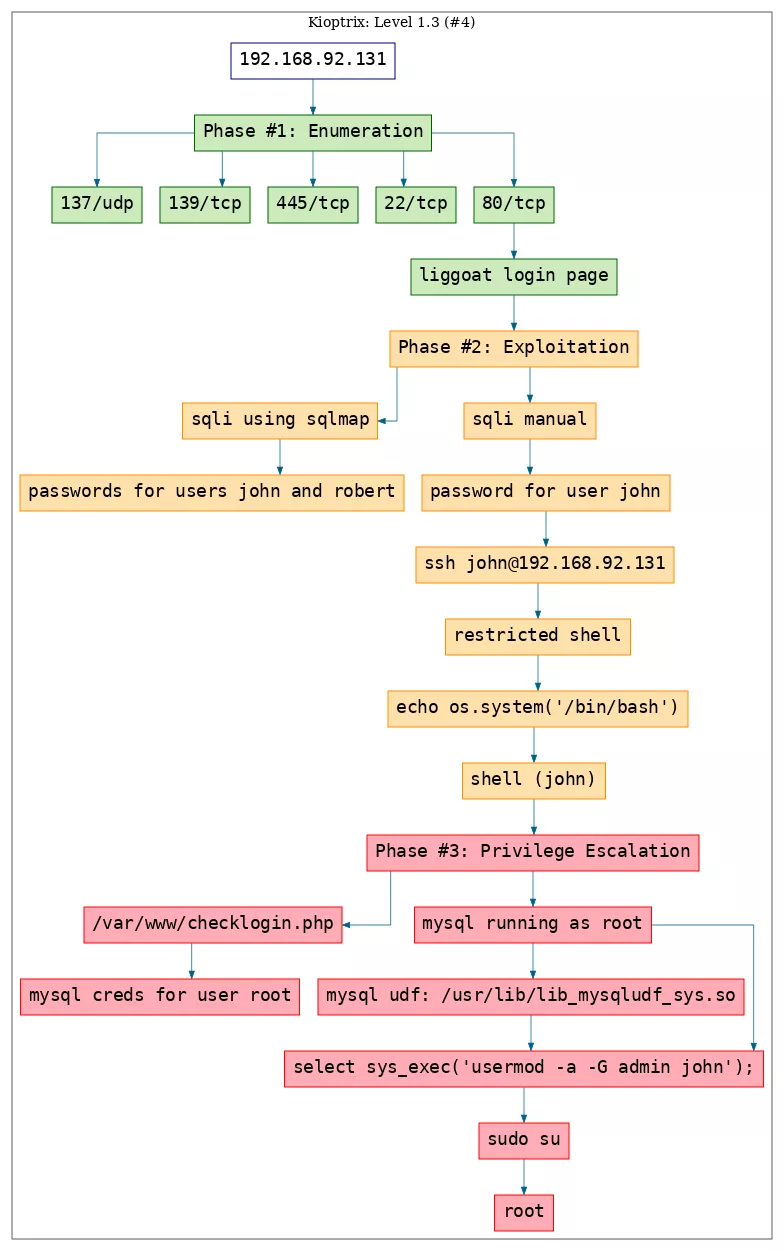 Kioptrix: Level 1.3 (#4)
192.168.92.131
Phase #1: Enumeration
137/udp
139/tcp
445/tcp
22/tcp
80/tcp
liggoat login page
Phase #2: Exploitation
sqli using sqlmap
sqli manual
passwords for users john and robert
password for user john
ssh john@192.168.92.131
restricted shell
echo os.system('/bin/bash')
shell (john)
Phase #3: Privilege Escalation
/var/www/checklogin.php
mysql running as root
mysql creds for user root
mysql udf: /usr/lib/lib_mysqludf_sys.so
select sys_exec('usermod -a -G admin john');
sudo su
root